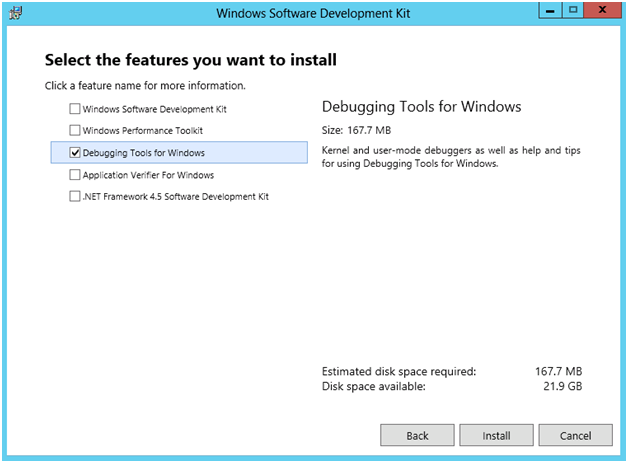 Windows Software Development Kit
Select the features you want to install
Click a feature name for more information.
Windows Software Development Kit
Windows Performance Toolkit
Debugging Tools for Windows
Application Verifier For Windows
.NET Framework 4.5 Software Development Kit
Debugging Tools for Windows
Size: 167.7 MB
Kernel and user-mode debuggers as well as help and tips
for using Debugging Tools for Windows.
Estimated disk space required: 167.7 MB
Disk space available: 21.9 GB
Back Install Cancel